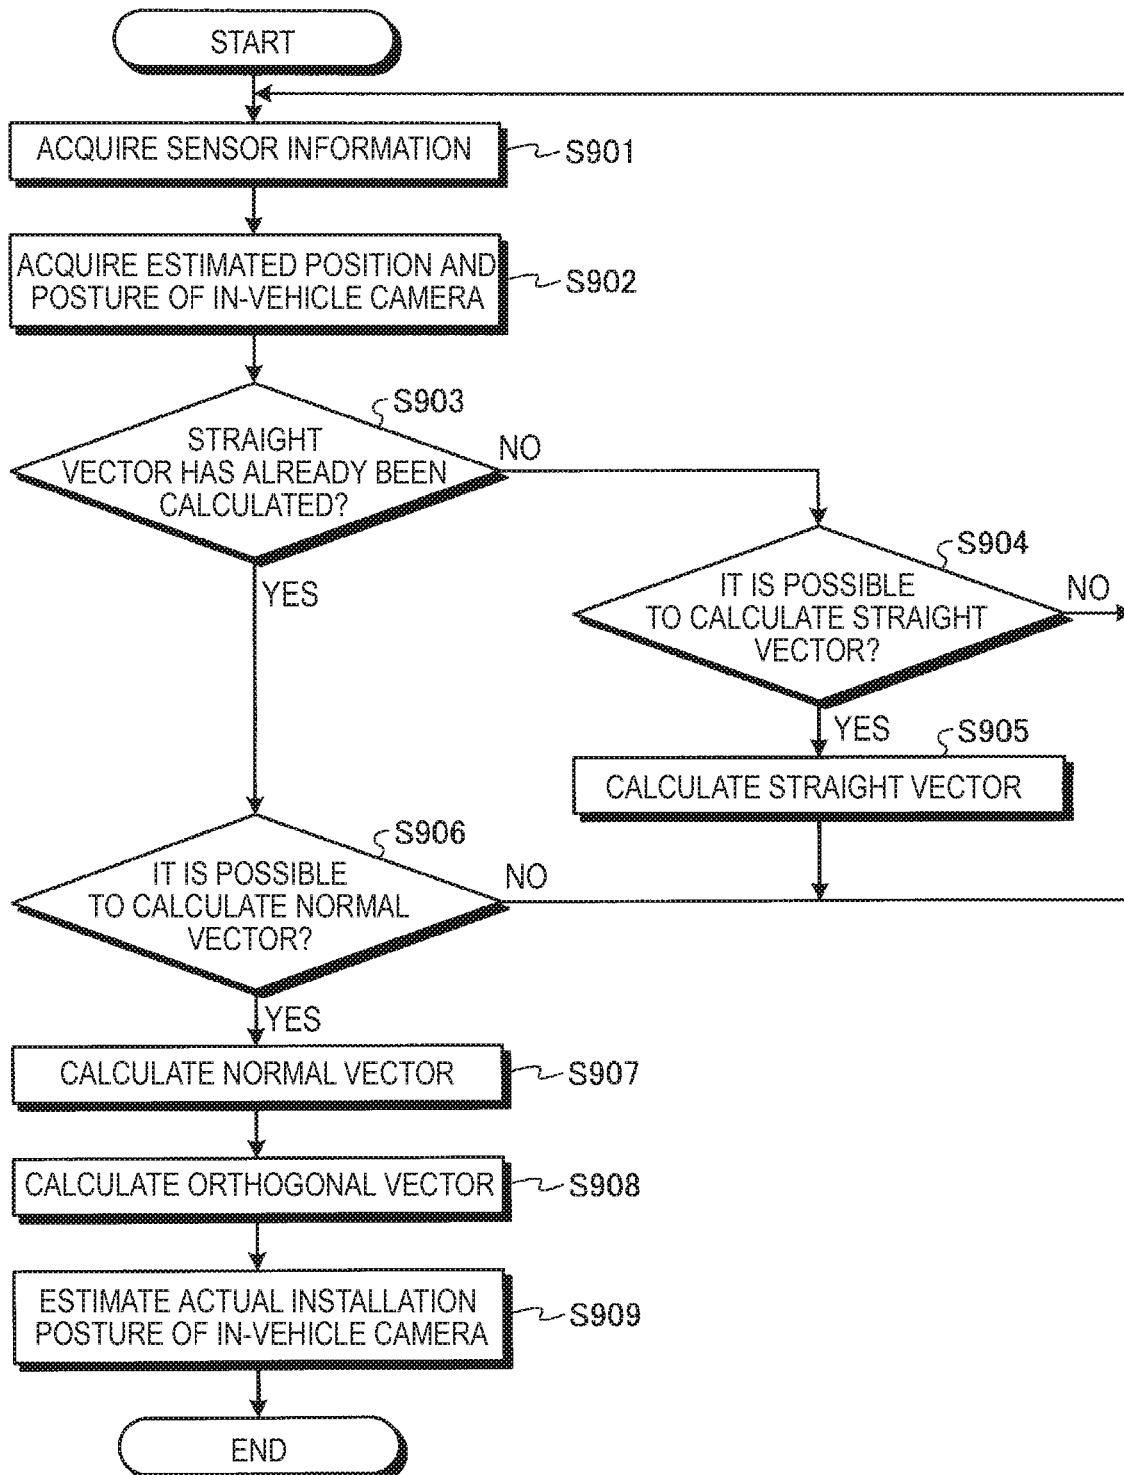 START
ACQUIRE SENSOR INFORMATION
S901
ACQUIRE ESTIMATED POSITION AND
POSTURE OF IN-VEHICLE CAMERA
S902
S903
STRAIGHT
VECTOR HAS ALREADY BEEN
CALCULATED?
NO
YES
S904
IT IS POSSIBLE
TO CALCULATE STRAIGHT
VECTOR?
NO
YES
S905
CALCULATE STRAIGHT VECTOR
S906
IT IS POSSIBLE
TO CALCULATE NORMAL
VECTOR?
NO
YES
CALCULATE NORMAL VECTOR
S907
CALCULATE ORTHOGONAL VECTOR
S908
ESTIMATE ACTUAL INSTALLATION
POSTURE OF IN-VEHICLE CAMERA
S909
END